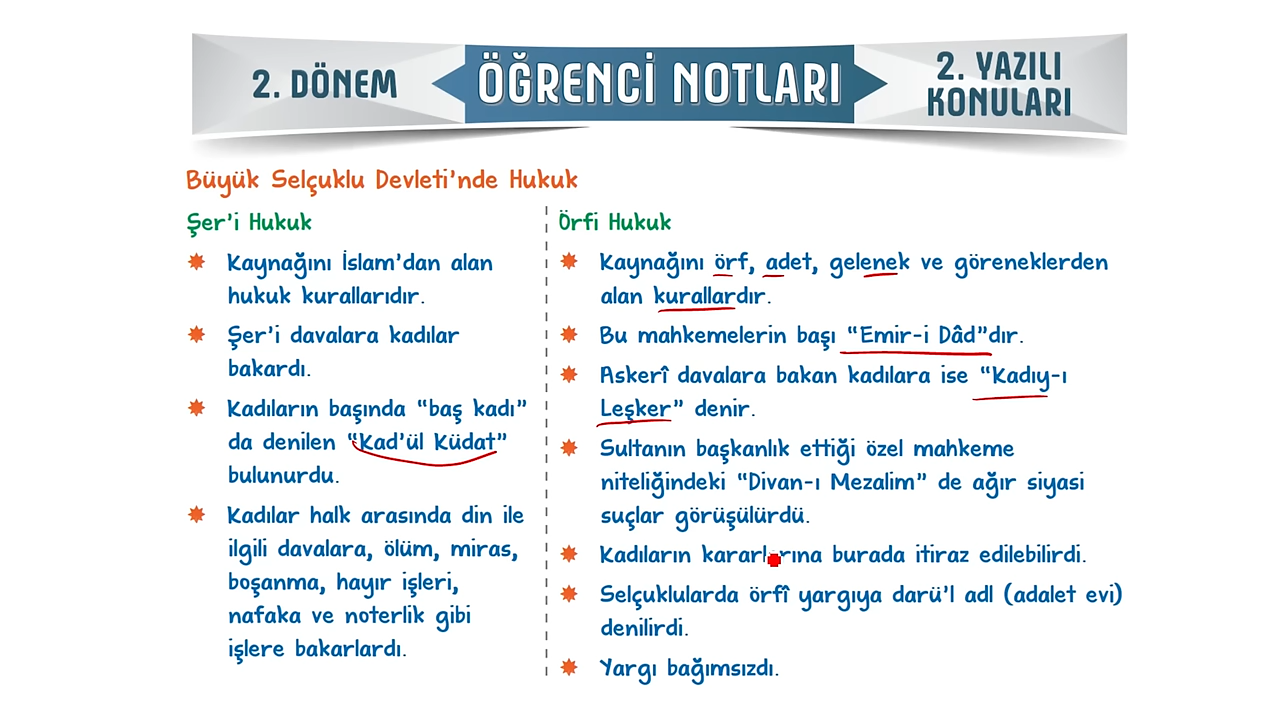 2. DÖNEM
ÖĞRENCİ NOTLARI
2. YAZILI
KONULARI
Büyük Selçuklu Devleti'nde Hukuk
Şer'i Hukuk
Kaynağını İslam'dan alan
hukuk kurallarıdır.
Şer'i davalara kadılar
bakardı.
Kadıların başında “baş kadı”
da denilen “Kad'ül Küdat”
bulunurdu.
Kadılar halk arasında din ile
ilgili davalara, ölüm, miras,
boşanma, hayır işleri,
nafaka ve noterlik gibi
işlere bakarlardı.
Örfi Hukuk
Kaynağını örf, adet, gelenek ve göreneklerden
alan kurallardır.
Bu mahkemelerin başı “Emir-i Dâd”dır.
Askerî davalara bakan kadılara ise “Kadıy-ı
Leşker” denir.
Sultanın başkanlık ettiği özel mahkeme
niteliğindeki “Divan-ı Mezalim” de ağır siyasi
suçlar görüşülürdü.
Kadıların kararlarına burada itiraz edilebilirdi.
Selçuklularda örfî yargıya darü'l adl (adalet evi)
denilirdi.
Yargı bağımsızdı.